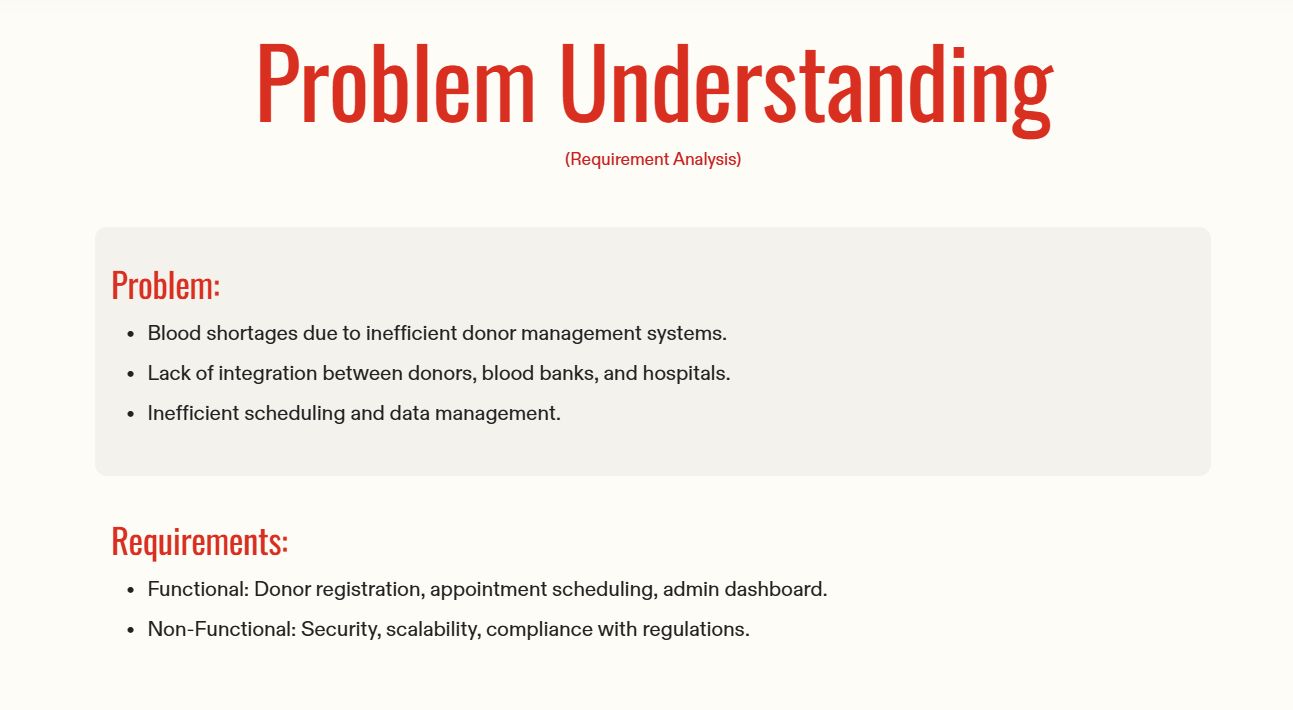 Problem Understanding
(Requirement Analysis)
Problem:
• Blood shortages due to inefficient donor management systems.
• Lack of integration between donors, blood banks, and hospitals.
• Inefficient scheduling and data management.
Requirements:
• Functional: Donor registration, appointment scheduling, admin dashboard.
• Non-Functional: Security, scalability, compliance with regulations.